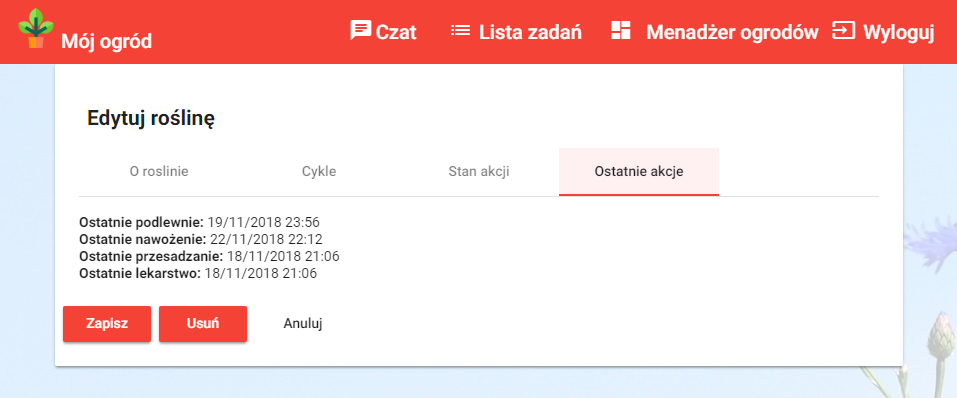 Mój ogród
Czat
Lista zadań
Menadżer ogrodów
Wyloguj
Edytuj roślinę
O roslinie
Cykle
Stan akcji
Ostatnie akcje
Ostatnie podlewnie: 19/11/2018 23:56
Ostatnie nawożenie: 22/11/2018 22:12
Ostatnie przesadzanie: 18/11/2018 21:06
Ostatnie lekarstwo: 18/11/2018 21:06
Zapisz
Usuń
Anuluj